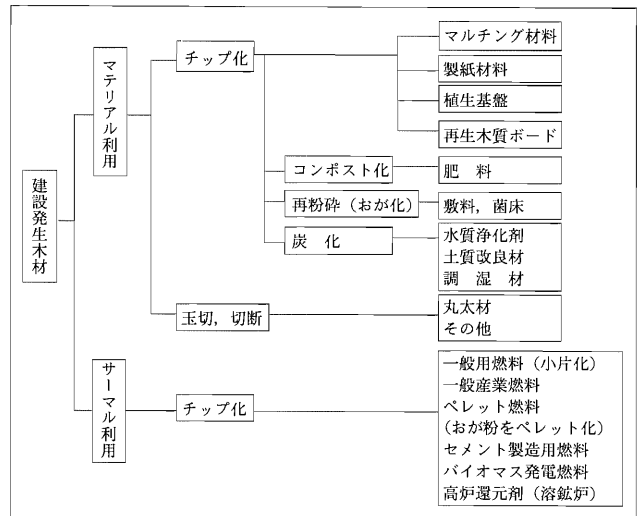 建設発生木材
マテリアル利用
チップ化
マルチング材料
製紙材料
植生基盤
再生木質ボード
コンポスト化
肥 料
再粉砕(おが化)
敷料,菌床
炭 化
水質浄化剤
土質改良材
調 湿 材
玉切,切断
丸太材
その他
サーマル利用
チップ化
一般用燃料(小片化)
一般産業燃料
ペレット燃料
(おが粉をペレット化)
セメント製造用燃料
バイオマス発電燃料
高炉還元剤(溶鉱炉)